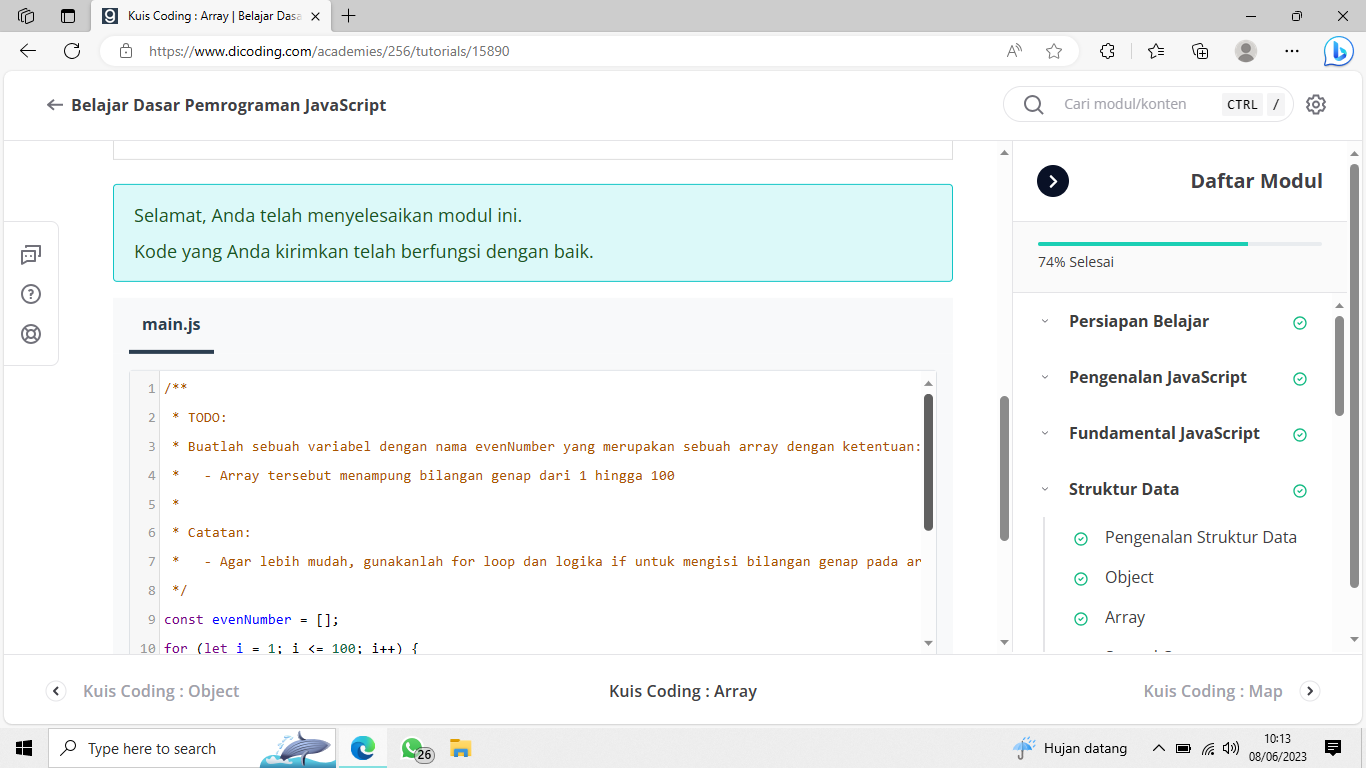 Kuis Coding : Array | Belajar Dasa
https://www.dicoding.com/academies/256/tutorials/15890
Belajar Dasar Pemrograman JavaScript
Cari modul/konten
CTRL
/
Selamat, Anda telah menyelesaikan modul ini.
Kode yang Anda kirimkan telah berfungsi dengan baik.
main.js
1 /**
2 * TODO:
3 * Buatlah sebuah variabel dengan nama evenNumber yang merupakan sebuah array dengan ketentuan:
4 *   - Array tersebut menampung bilangan genap dari 1 hingga 100
5 *
6 * Catatan:
7 *   - Agar lebih mudah, gunakanlah for loop dan logika if untuk mengisi bilangan genap pada ar
8 */
9 const evenNumber = [];
10 for (let i = 1; i <= 100; i++) {
Daftar Modul
74% Selesai
Persiapan Belajar
Pengenalan JavaScript
Fundamental JavaScript
Struktur Data
Pengenalan Struktur Data
Object
Array
Kuis Coding : Object
Kuis Coding : Array
Kuis Coding : Map
Type here to search
26
Hujan datang
10:13
08/06/2023